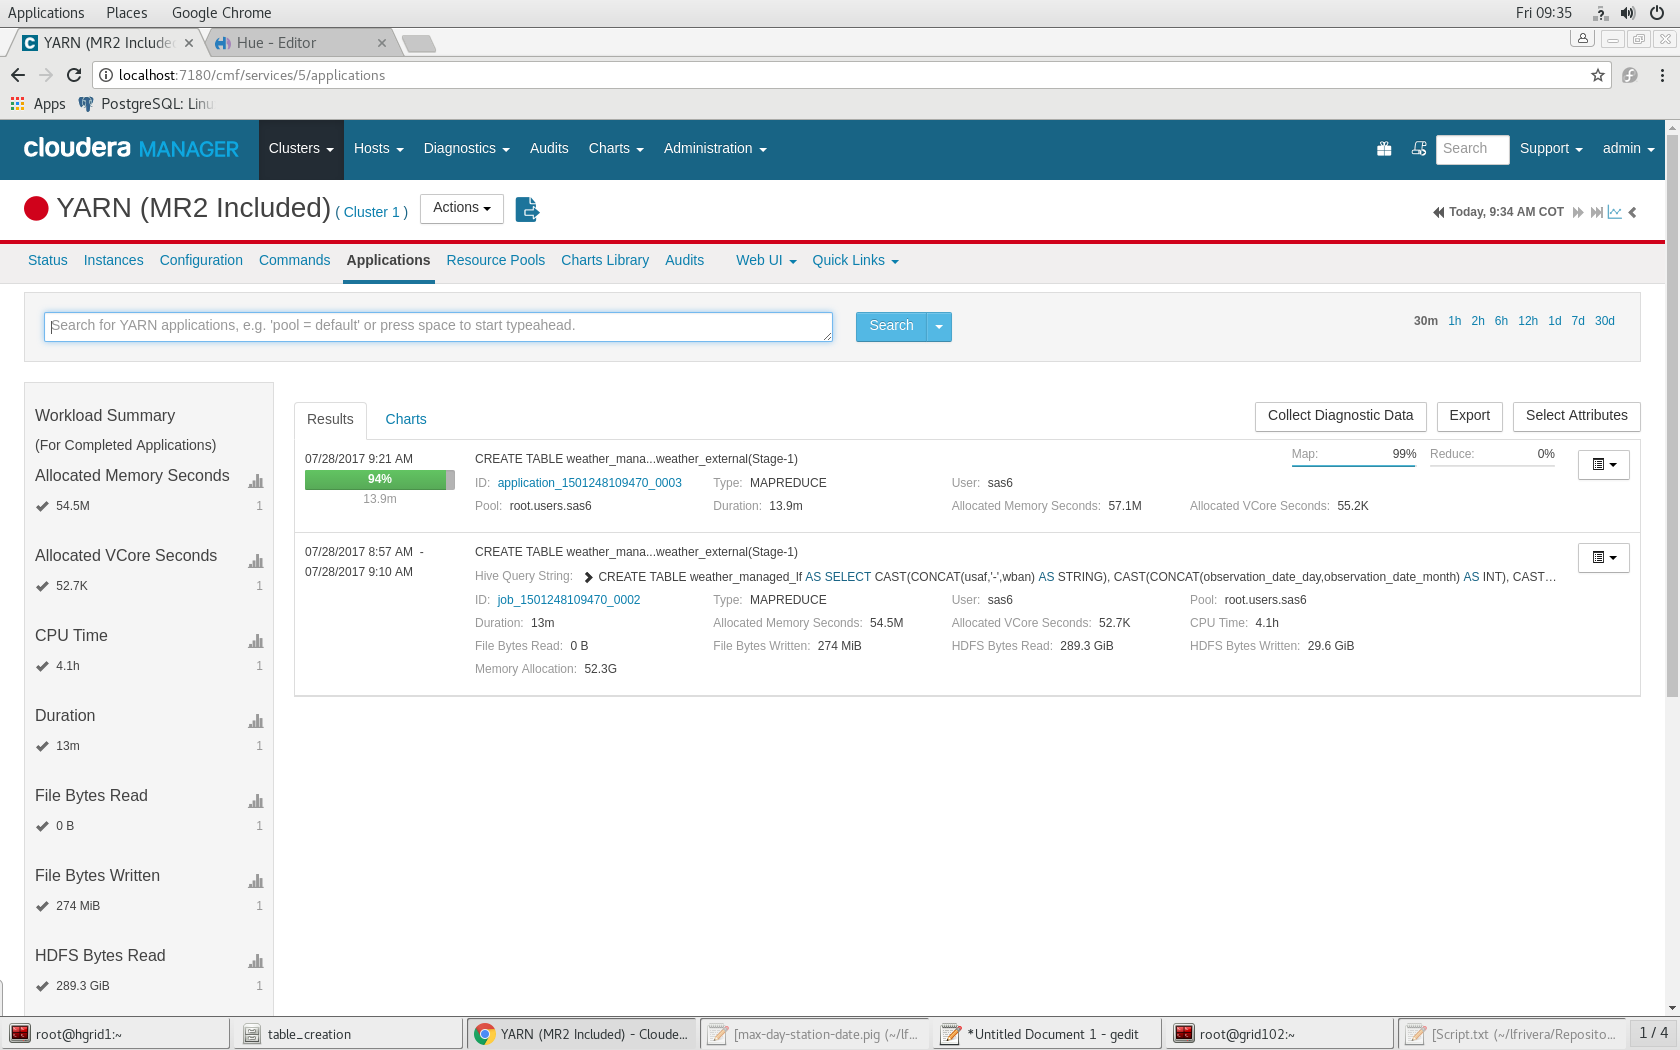 Applications Places Google Chrome Fri 09:35
YARN (MR2 Include Hue - Editor
localhost:7180/cmf/services/5/applications
Apps PostgreSQL: Linu
cloudera MANAGER Clusters Hosts Diagnostics Audits Charts Administration Search Support admin
YARN (MR2 Included) ( Cluster 1 ) Actions Today, 9:34 AM COT
Status Instances Configuration Commands Applications Resource Pools Charts Library Audits Web UI Quick Links
Search for YARN applications, e.g. 'pool = default' or press space to start typeahead. Search 30m 1h 2h 6h 12h 1d 7d 30d
Workload Summary
(For Completed Applications)
Allocated Memory Seconds
54.5M 1
Allocated VCore Seconds
52.7K 1
CPU Time
4.1h 1
Duration
13m 1
File Bytes Read
0 B 1
File Bytes Written
274 MiB 1
HDFS Bytes Read
289.3 GiB 1
Results Charts Collect Diagnostic Data Export Select Attributes
07/28/2017 9:21 AM CREATE TABLE weather_mana...weather_external(Stage-1) Map: 99% Reduce: 0%
94% ID: application_1501248109470_0003 Type: MAPREDUCE User: sas6
13.9m Pool: root.users.sas6 Duration: 13.9m Allocated Memory Seconds: 57.1M Allocated VCore Seconds: 55.2K
07/28/2017 8:57 AM - CREATE TABLE weather_mana...weather_external(Stage-1)
07/28/2017 9:10 AM Hive Query String: CREATE TABLE weather_managed_lf AS SELECT CAST(CONCAT(usaf,'-',wban) AS STRING), CAST(CONCAT(observation_date_day,observation_date_month) AS INT), CAST…
ID: job_1501248109470_0002 Type: MAPREDUCE User: sas6 Pool: root.users.sas6
Duration: 13m Allocated Memory Seconds: 54.5M Allocated VCore Seconds: 52.7K CPU Time: 4.1h
File Bytes Read: 0 B File Bytes Written: 274 MiB HDFS Bytes Read: 289.3 GiB HDFS Bytes Written: 29.6 GiB
Memory Allocation: 52.3G
root@hgrid1:~ table_creation YARN (MR2 Included) - Cloude... [max-day-station-date.pig (~/lf... *Untitled Document 1 - gedit root@grid102:~ [Script.txt (~/lfrivera/Reposito... 1 / 4